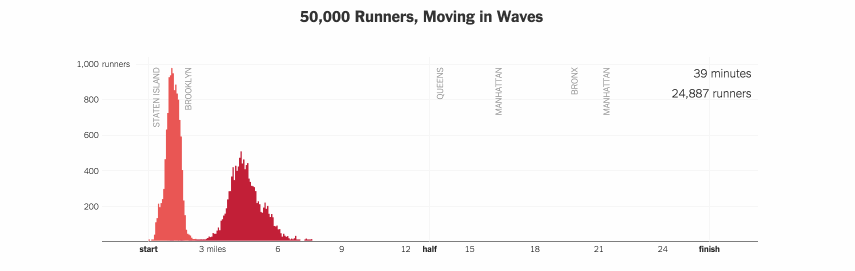 50,000 Runners, Moving in Waves
1,000 runners
800
600
400
200
STATEN ISLAND
BROOKLYN
QUEENS
MANHATTAN
BRONX
MANHATTAN
39 minutes
24,887 runners
start
3 miles
6
9
12
half
15
18
21
24
finish